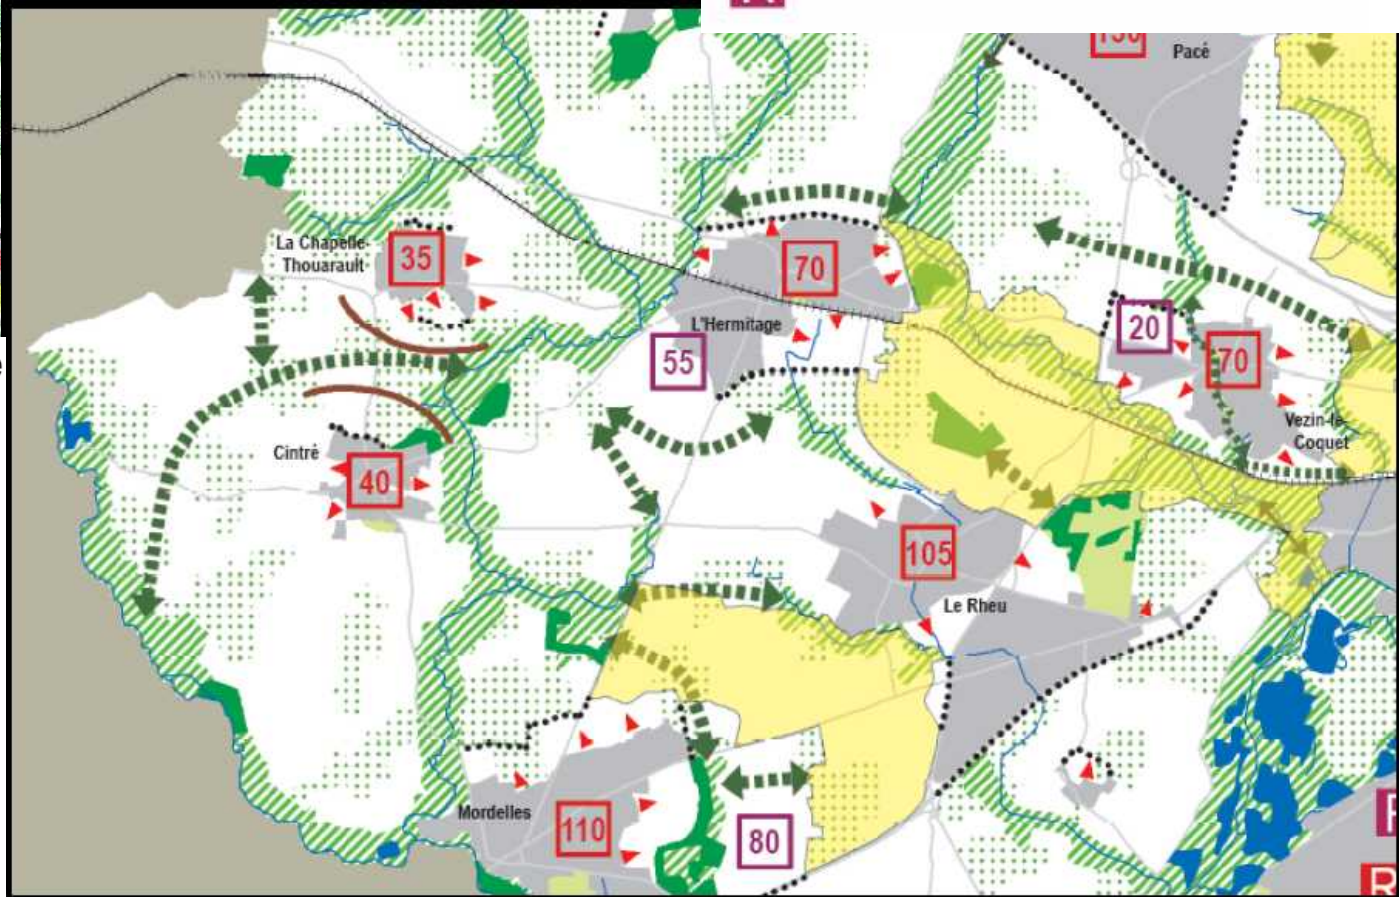 Pacé
La Chapelle-
Thouarault
35
70
L'Hermitage
55
20
70
Vezin-le-
Coquet
Cintré
40
105
Le Rheu
Mordelles
110
80
R